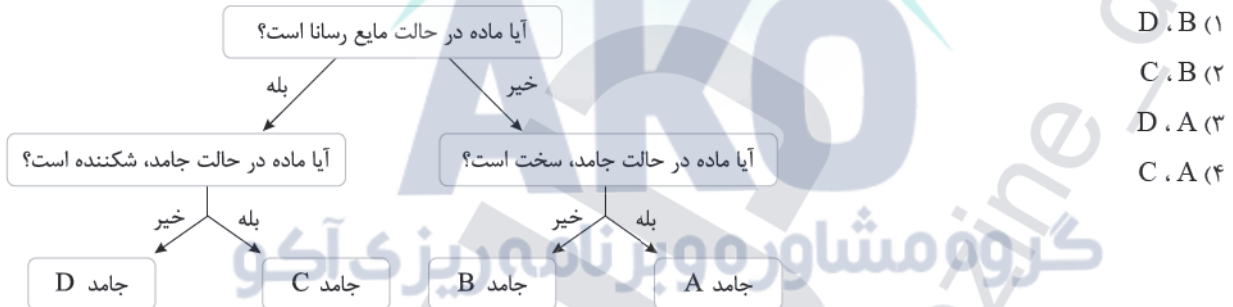 آیا ماده در حالت مایع رسانا است؟
بله
خیر
آیا ماده در حالت جامد، سخت است؟
آیا ماده در حالت جامد، شکننده است؟
بله
خیر
بله
خیر
جامد A
جامد B
جامد C
جامد D
۱) D ، B
۲) C ، B
۳) D ، A
۴) C ، A
AKO
گروه مشاوره و برنامه ریزی آکو
zine _